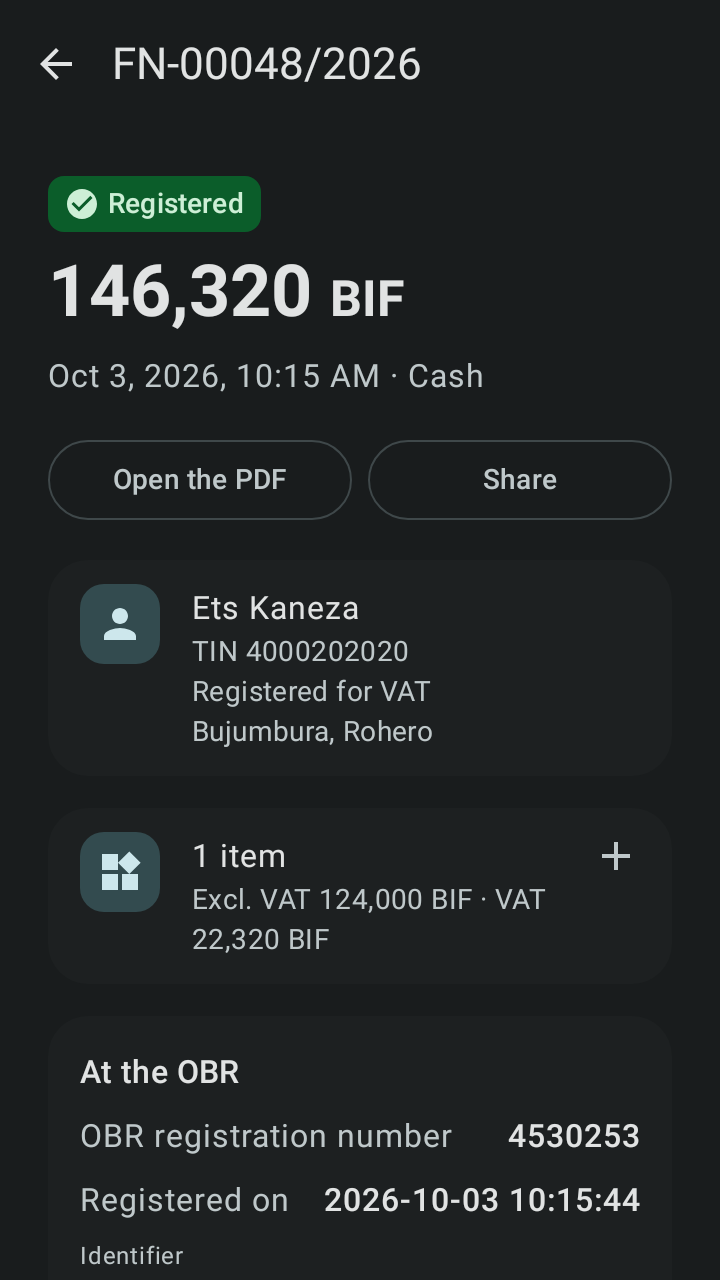 FN-00048/2026
Registered
146,320 BIF
Oct 3, 2026, 10:15 AM · Cash
Open the PDF
Share
Ets Kaneza
TIN 4000202020
Registered for VAT
Bujumbura, Rohero
1 item
Excl. VAT 124,000 BIF · VAT
22,320 BIF
At the OBR
OBR registration number 4530253
Registered on 2026-10-03 10:15:44
Identifier